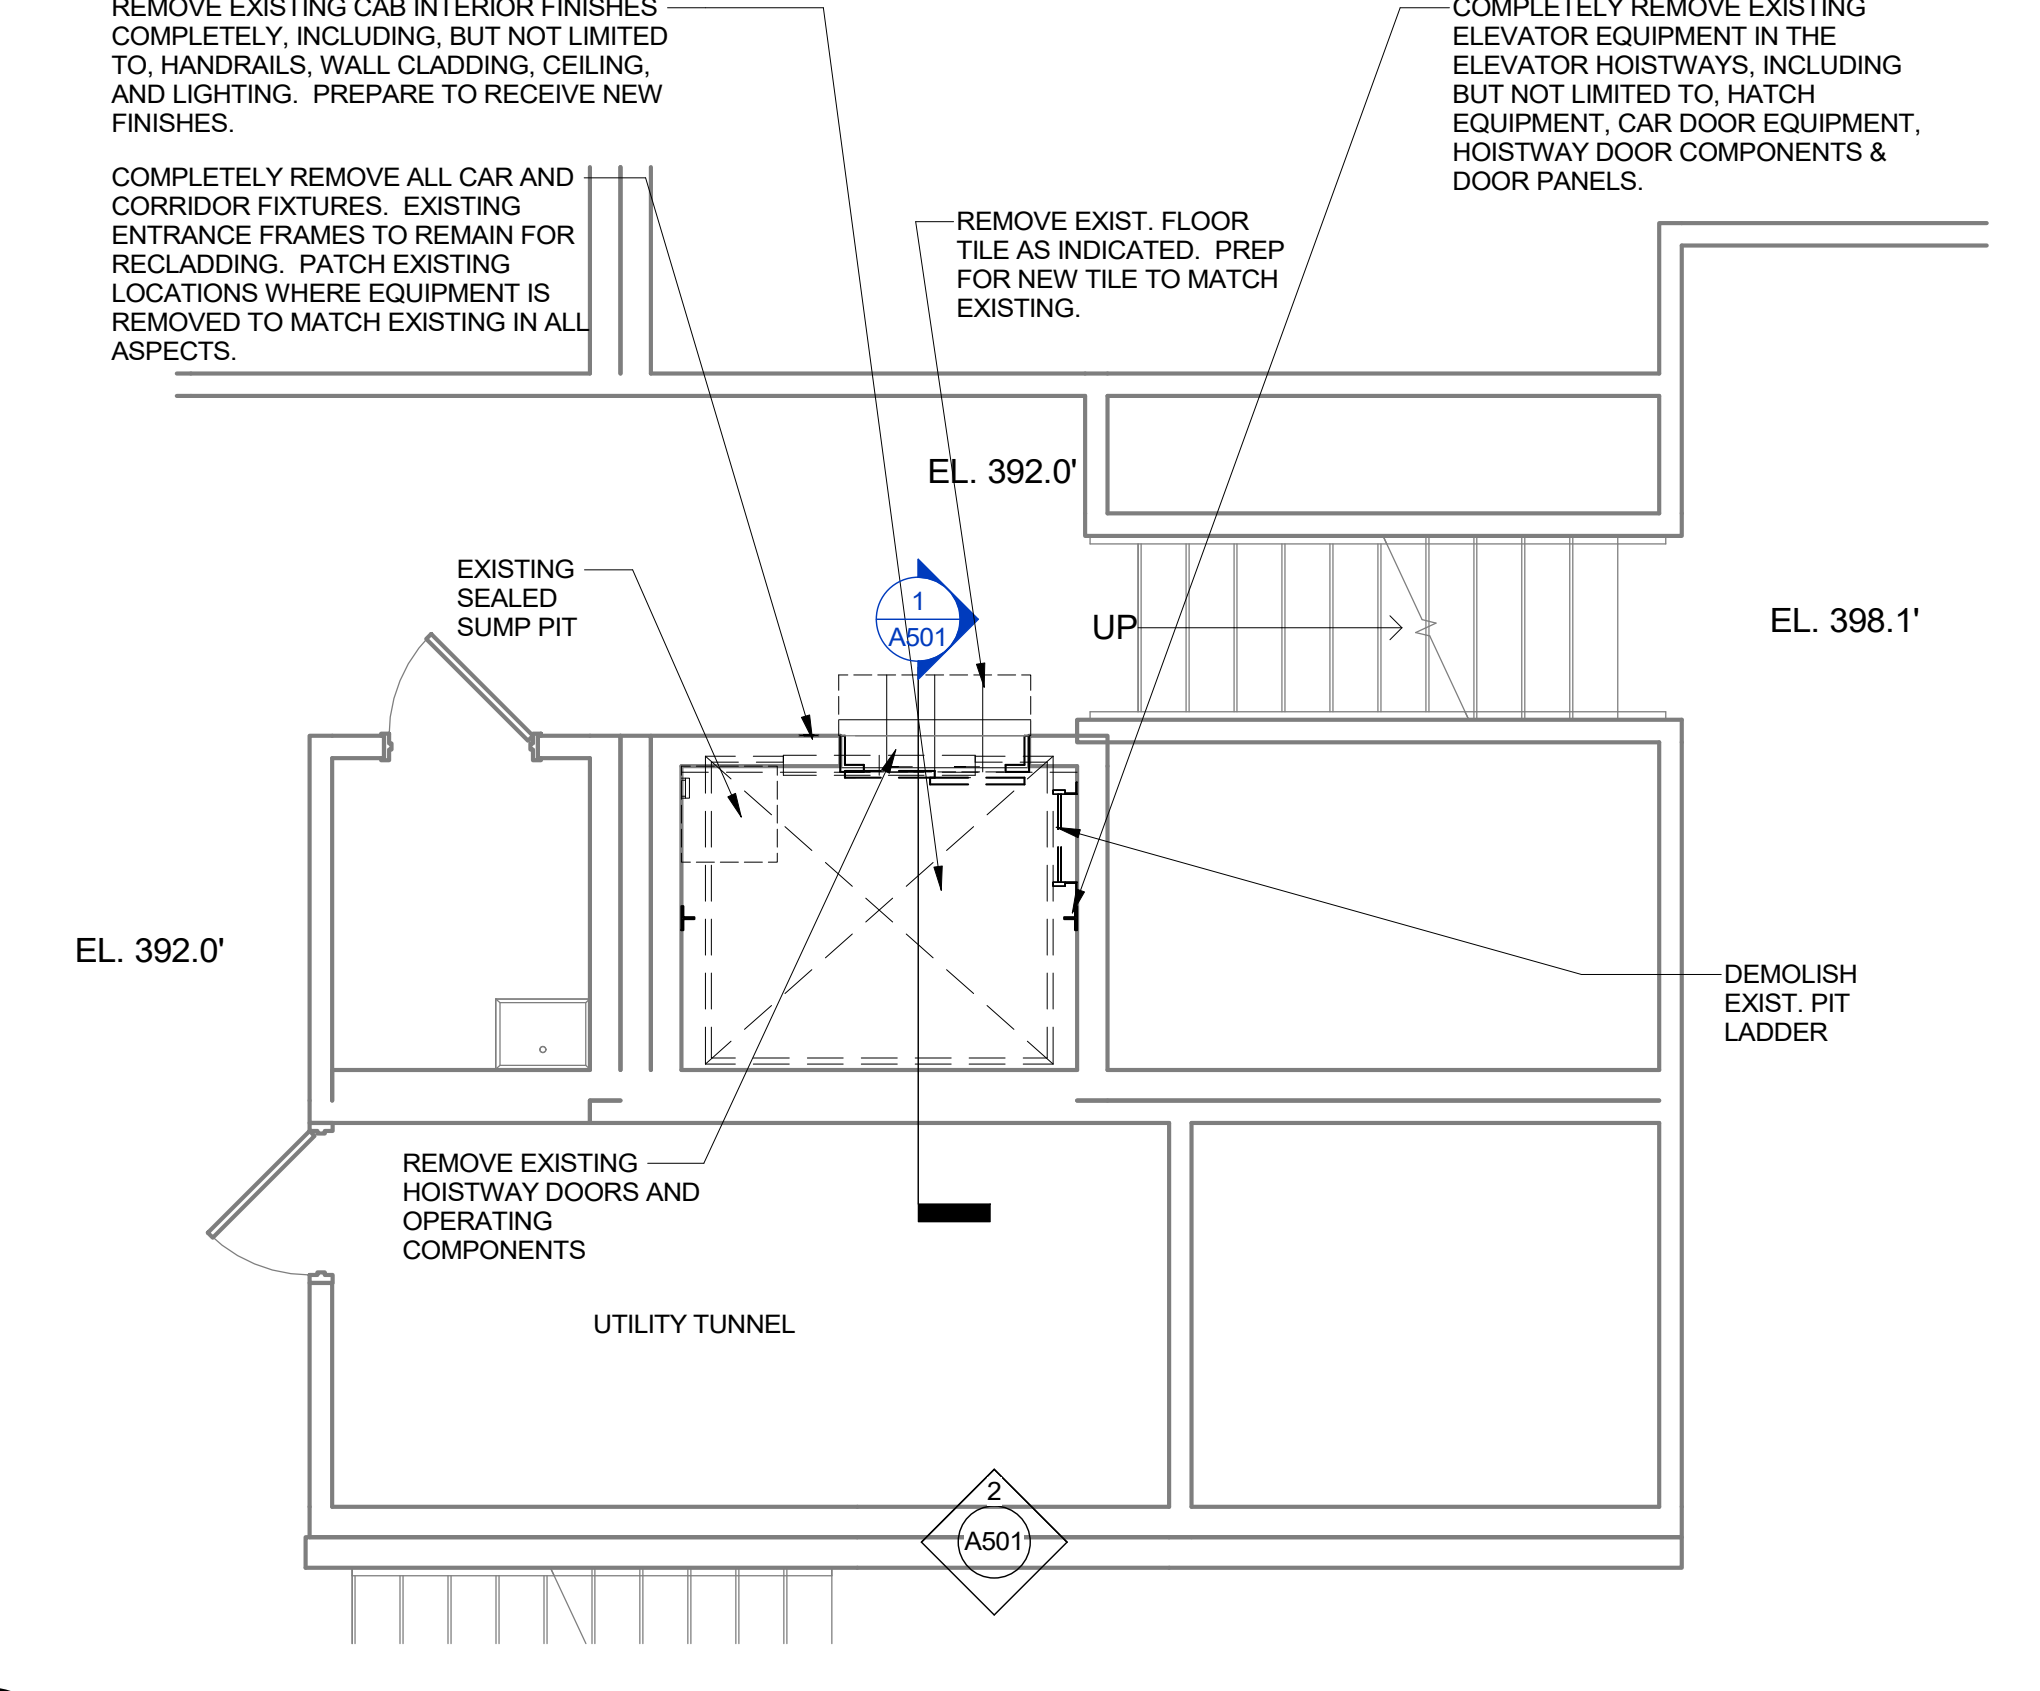 REMOVE EXISTING CAB INTERIOR FINISHES
COMPLETELY, INCLUDING, BUT NOT LIMITED
TO, HANDRAILS, WALL CLADDING, CEILING,
AND LIGHTING.  PREPARE TO RECEIVE NEW
FINISHES.
COMPLETELY REMOVE ALL CAR AND
CORRIDOR FIXTURES.  EXISTING
ENTRANCE FRAMES TO REMAIN FOR
RECLADDING.  PATCH EXISTING
LOCATIONS WHERE EQUIPMENT IS
REMOVED TO MATCH EXISTING IN ALL
ASPECTS.
REMOVE EXIST. FLOOR
TILE AS INDICATED.  PREP
FOR NEW TILE TO MATCH
EXISTING.
COMPLETELY REMOVE EXISTING
ELEVATOR EQUIPMENT IN THE
ELEVATOR HOISTWAYS, INCLUDING
BUT NOT LIMITED TO, HATCH
EQUIPMENT, CAR DOOR EQUIPMENT,
HOISTWAY DOOR COMPONENTS &
DOOR PANELS.
EL. 392.0'
EXISTING
SEALED
SUMP PIT
1
A501
UP
EL. 398.1'
EL. 392.0'
DEMOLISH
EXIST. PIT
LADDER
REMOVE EXISTING
HOISTWAY DOORS AND
OPERATING
COMPONENTS
UTILITY TUNNEL
2
A501